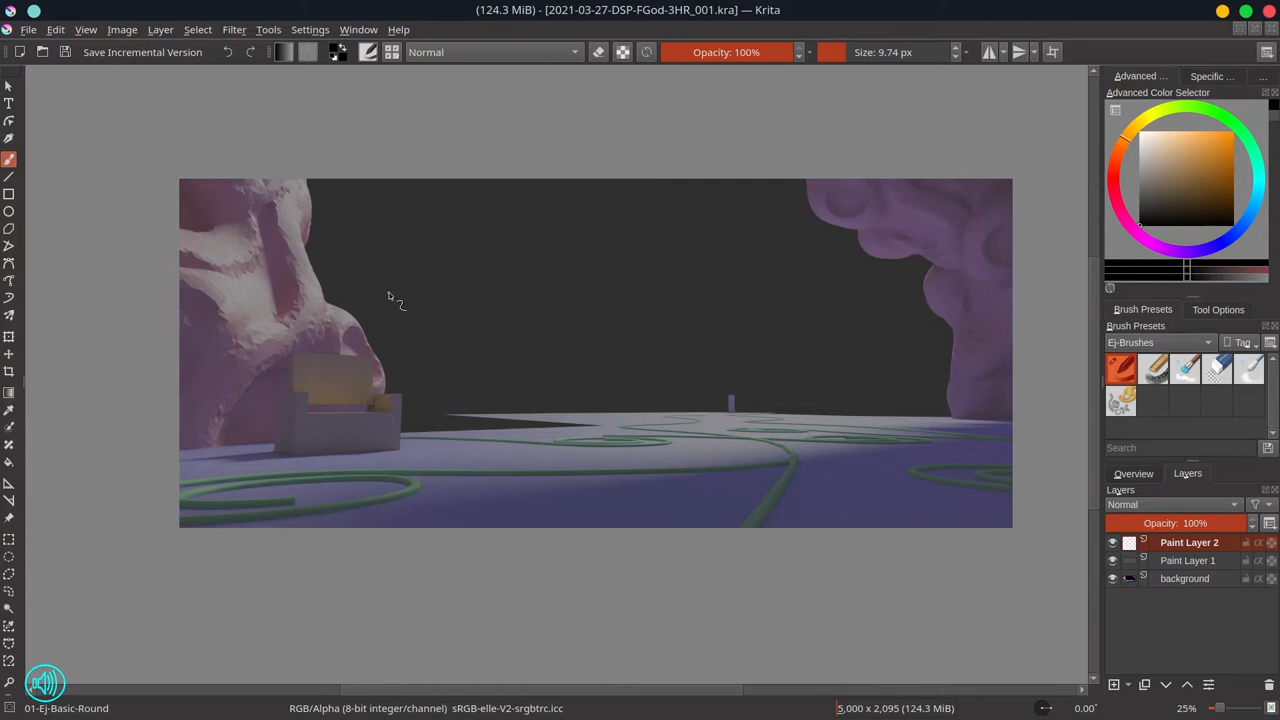 (124.3 MiB) • [2021-03-27-DSP-FGod-3HR_001.kra] — Krita
File Edit View Image Layer Select Filter Tools Settings Window Help
Save Incremental Version Normal Opacity: 100% Size: 9.74 px
Advanced ... Specific ... ...
Advanced Color Selector
Brush Presets Tool Options
Brush Presets
Ej-Brushes Tag
Search
Overview Layers
Layers
Normal
Opacity: 100%
Paint Layer 2
Paint Layer 1
background
01-Ej-Basic-Round RGB/Alpha (8-bit integer/channel) sRGB-elle-V2-srgbtrc.icc 5,000 x 2,095 (124.3 MiB) 0.00° 25%